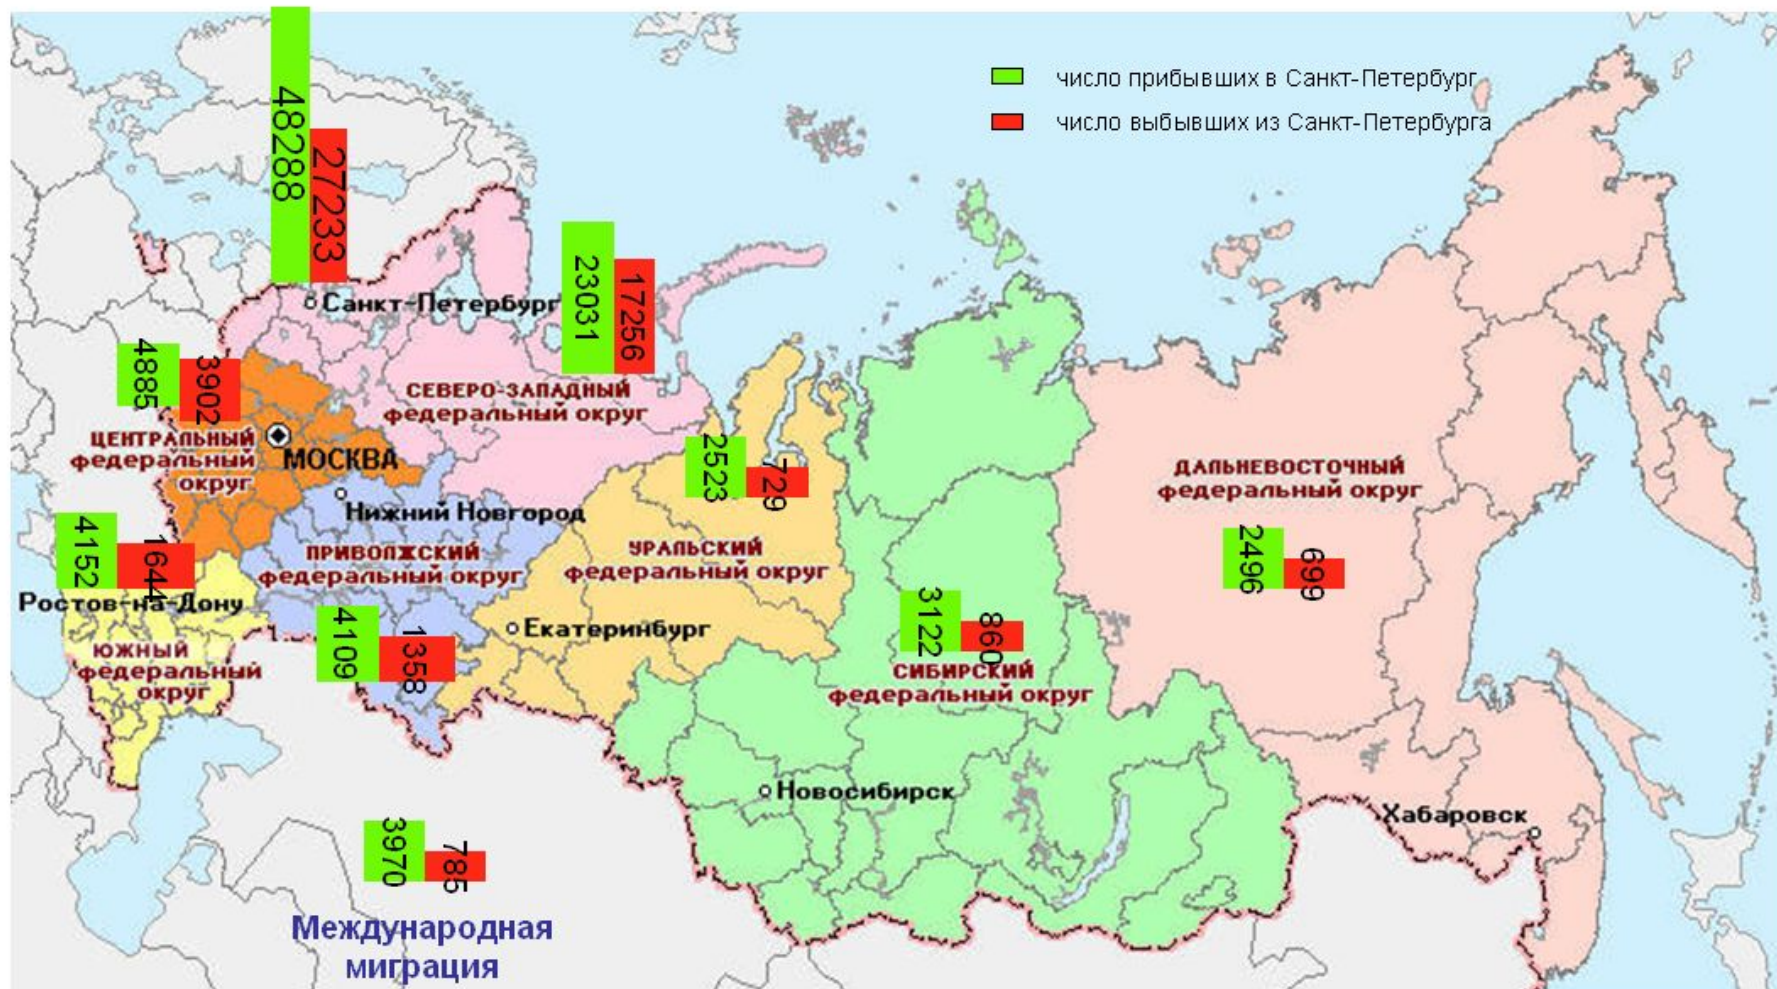 число прибывших в Санкт-Петербург
число выбывших из Санкт-Петербурга
48288
27233
23031
17256
Санкт-Петербург
4885
3902
СЕВЕРО-ЗАПАДНЫЙ
федеральный округ
ЦЕНТРАЛЬНЫЙ
федеральный
округ
МОСКВА
2523
729
ДАЛЬНЕВОСТОЧНЫЙ
федеральный округ
Нижний Новгород
4152
1644
ПРИВОЛЖСКИЙ
федеральный округ
УРАЛЬСКИЙ
федеральный округ
2496
699
Ростов-на-Дону
Екатеринбург
3122
860
4109
1358
ЮЖНЫЙ
федеральный
округ
СИБИРСКИЙ
федеральный округ
Новосибирск
Хабаровск
3970
785
Международная
миграция